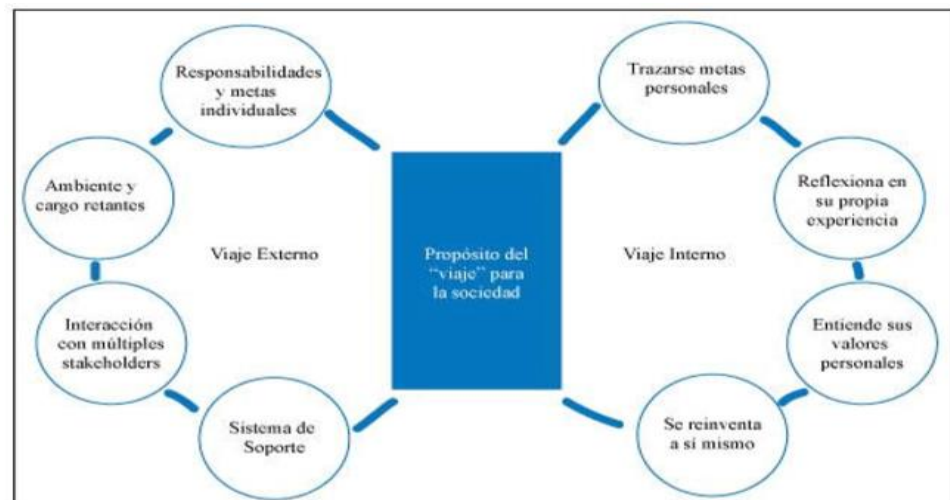 Responsabilidades
y metas
individuales
Ambiente y
cargo retantes
Viaje Externo
Interacción
con múltiples
stakeholders
Sistema de
Soporte
Propósito del
“viaje” para
la sociedad
Trazarse metas
personales
Reflexiona en
su propia
experiencia
Viaje Interno
Entiende sus
valores
personales
Se reinventa
a sí mismo